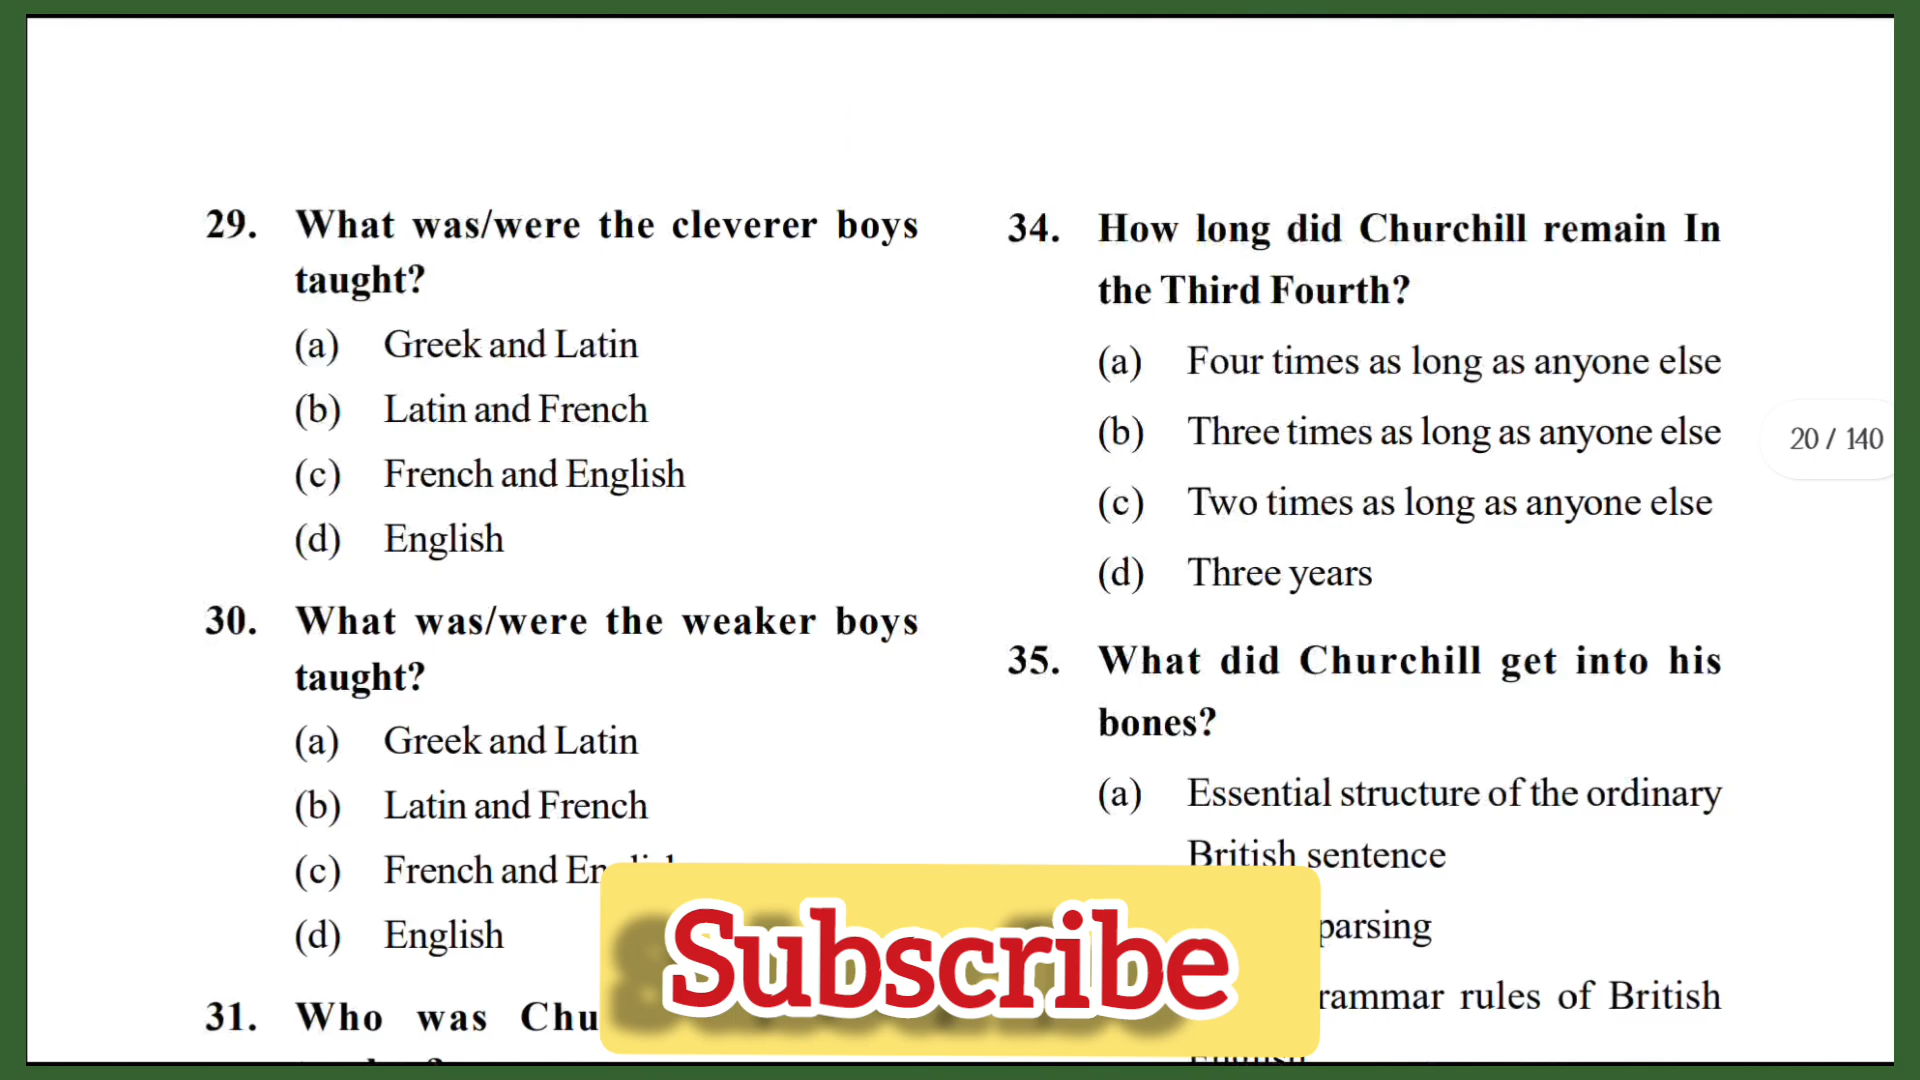 29. What was/were the cleverer boys
taught?
(a) Greek and Latin
(b) Latin and French
(c) French and English
(d) English
30. What was/were the weaker boys
taught?
(a) Greek and Latin
(b) Latin and French
(c) French and
(d) English
31. Who was
34. How long did Churchill remain In
the Third Fourth?
(a) Four times as long as anyone else
(b) Three times as long as anyone else
(c) Two times as long as anyone else
(d) Three years
35. What did Churchill get into his
bones?
(a) Essential structure of the ordinary
British sentence
parsing
rules of British
20 / 140
Subscribe